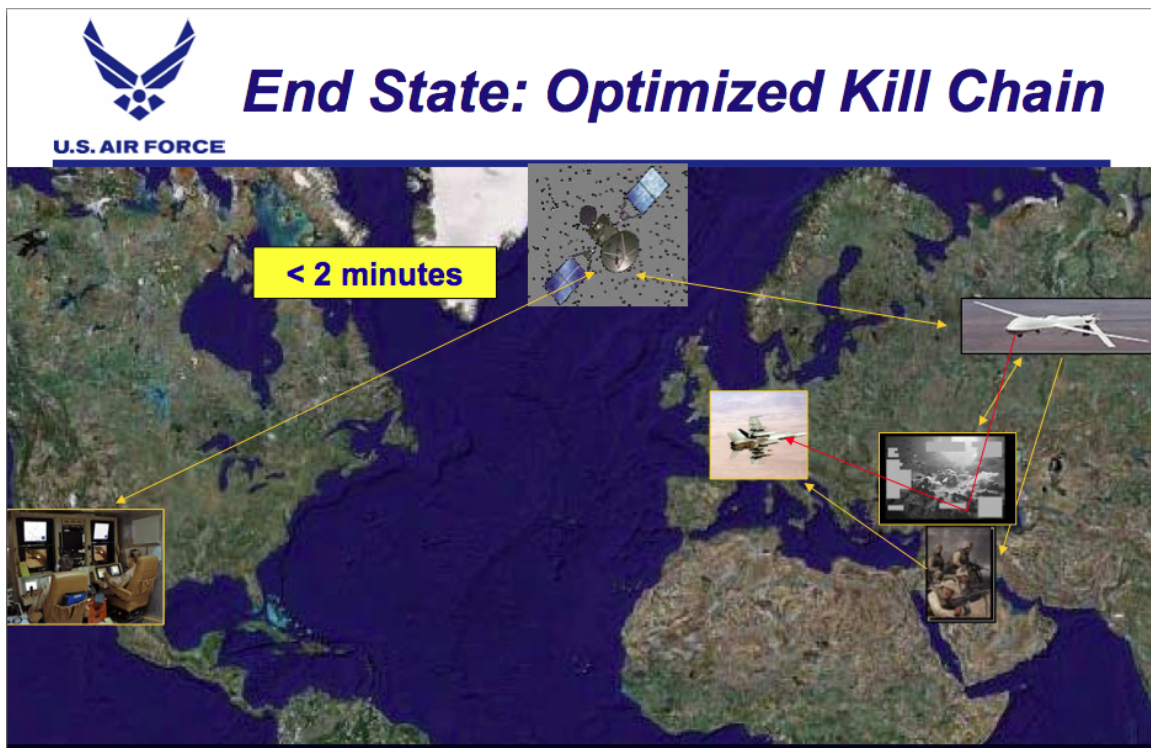 End State: Optimized Kill Chain
U.S. AIR FORCE
< 2 minutes